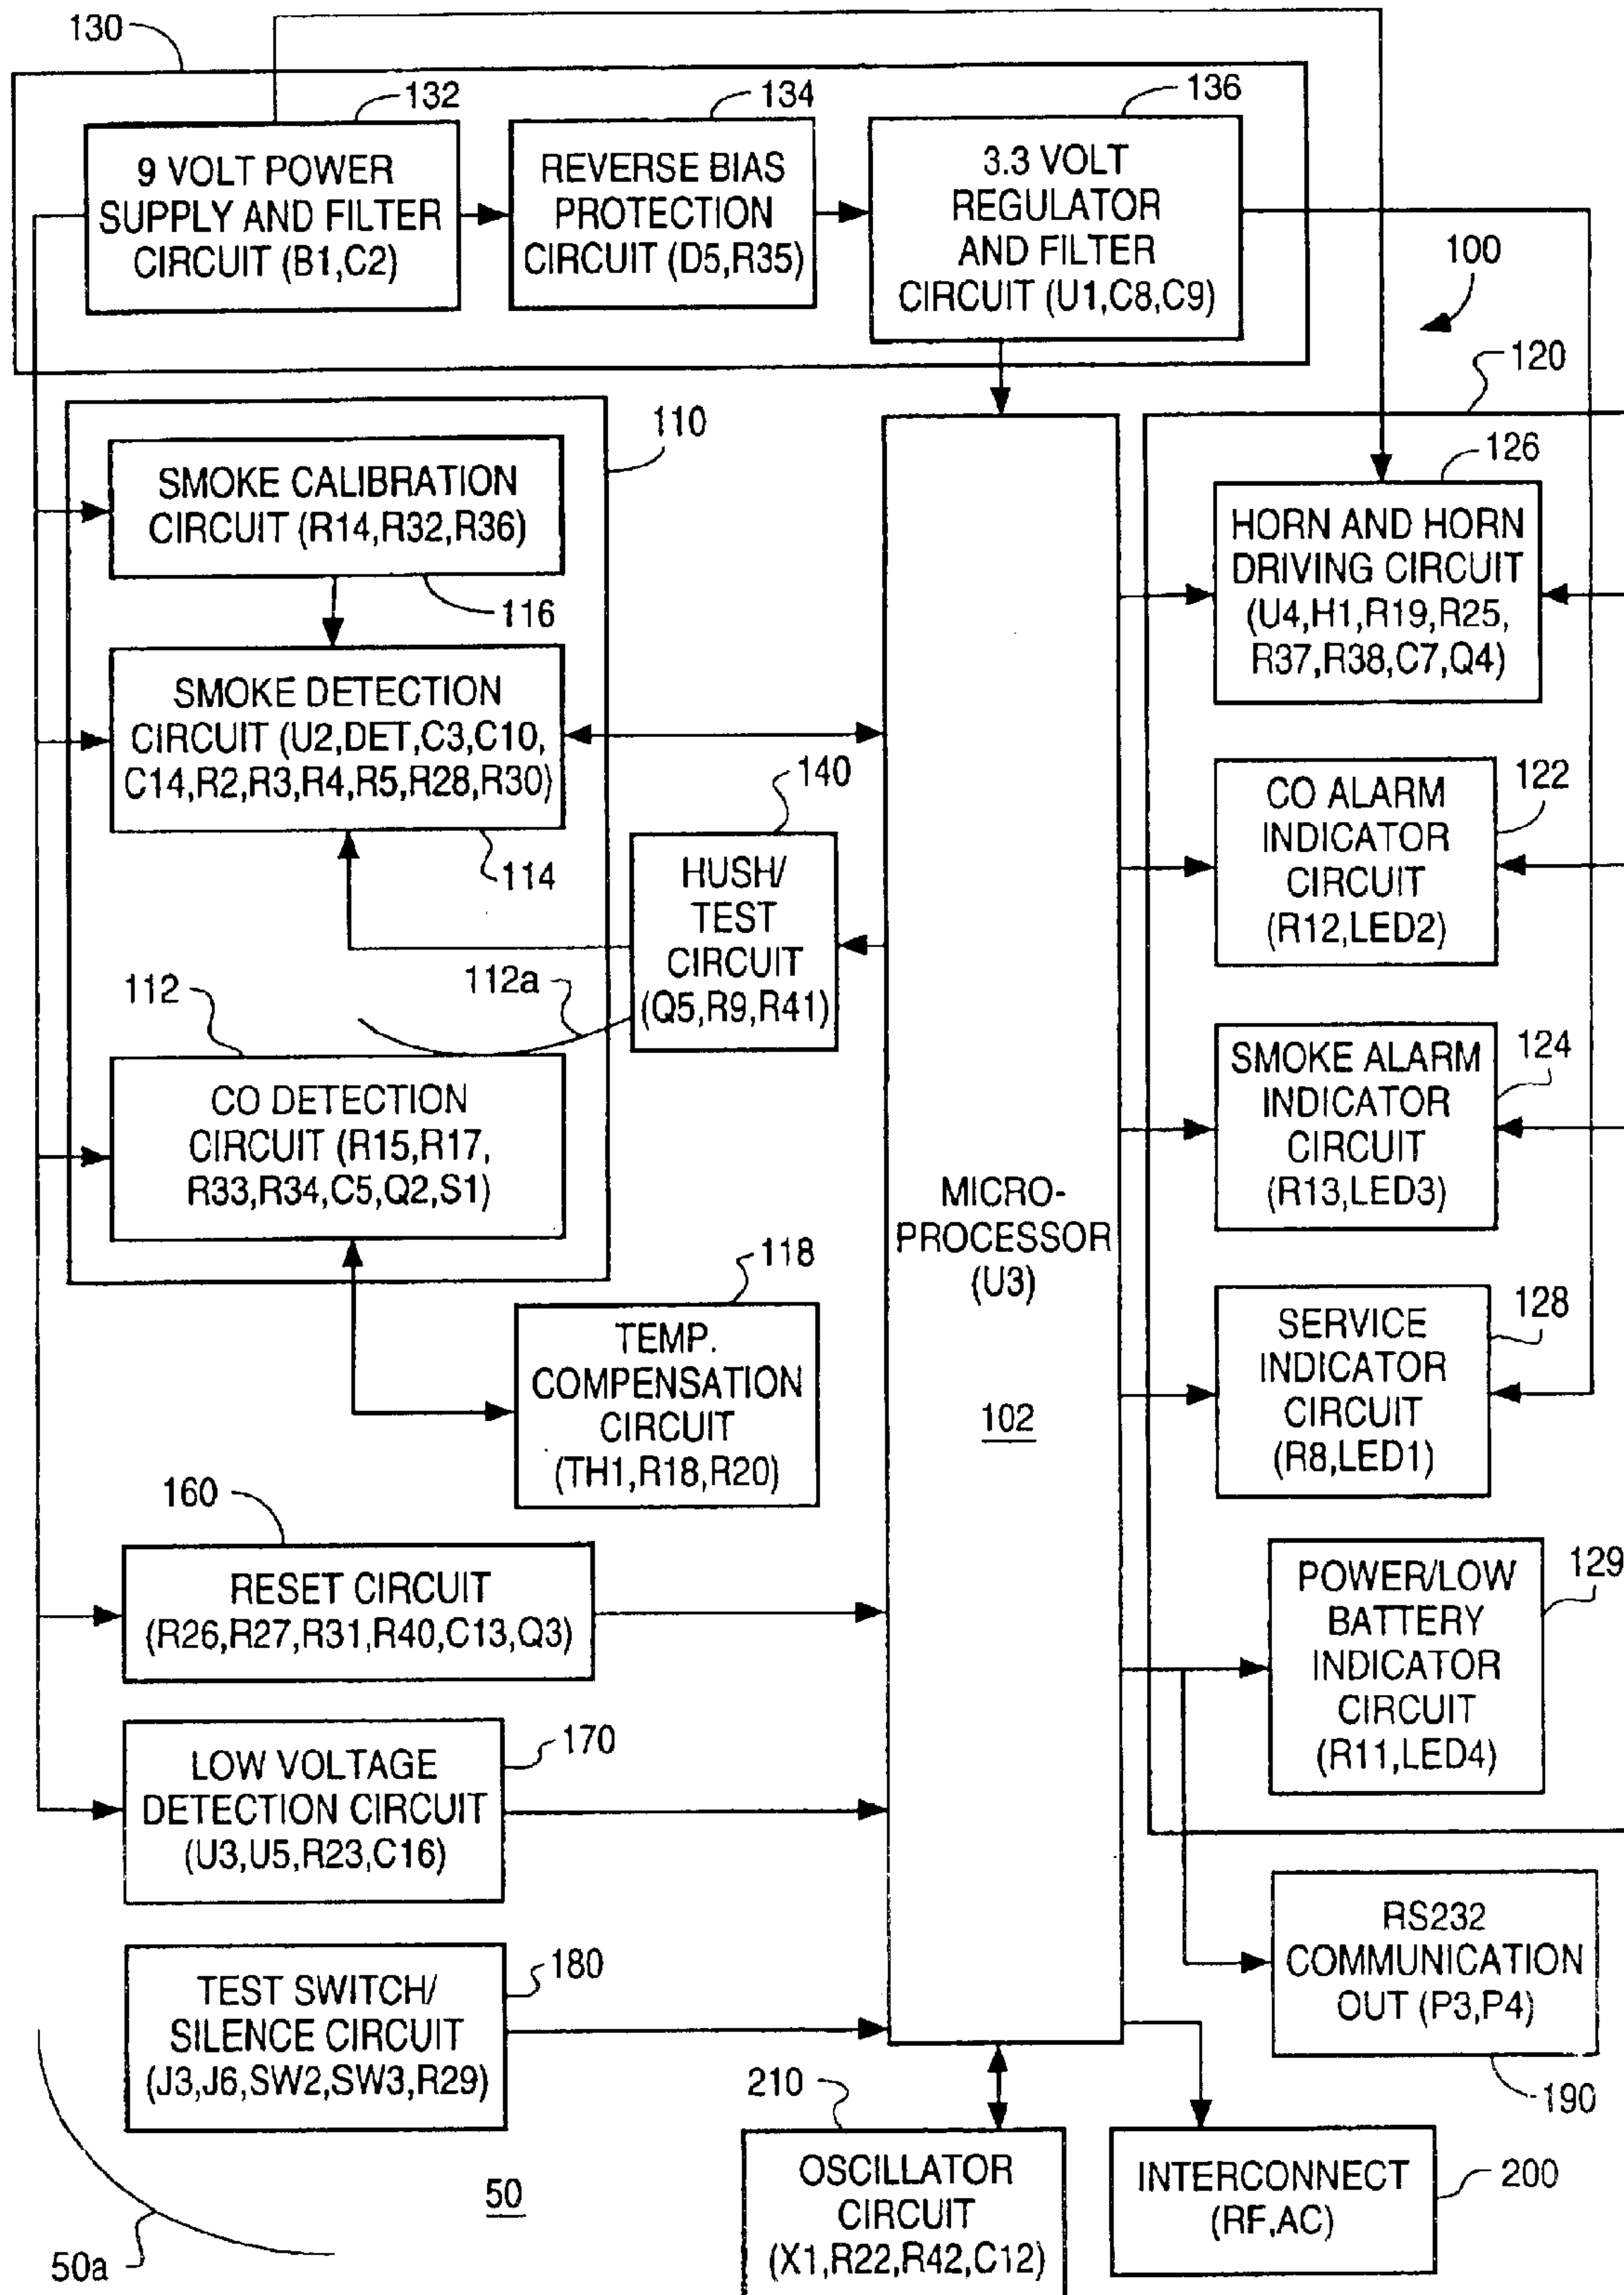 130
132
134
136
9 VOLT POWER
SUPPLY AND FILTER
CIRCUIT (B1,C2)
REVERSE BIAS
PROTECTION
CIRCUIT (D5,R35)
3.3 VOLT
REGULATOR
AND FILTER
CIRCUIT (U1,C8,C9)
100
120
110
SMOKE CALIBRATION
CIRCUIT (R14,R32,R36)
116
126
HORN AND HORN
DRIVING CIRCUIT
(U4,H1,R19,R25,
R37,R38,C7,Q4)
SMOKE DETECTION
CIRCUIT (U2,DET,C3,C10,
C14,R2,R3,R4,R5,R28,R30)
114
140
HUSH/
TEST
CIRCUIT
(Q5,R9,R41)
122
CO ALARM
INDICATOR
CIRCUIT
(R12,LED2)
112
112a
CO DETECTION
CIRCUIT (R15,R17,
R33,R34,C5,Q2,S1)
124
SMOKE ALARM
INDICATOR
CIRCUIT
(R13,LED3)
MICRO-
PROCESSOR
(U3)
102
118
TEMP.
COMPENSATION
CIRCUIT
(TH1,R18,R20)
128
SERVICE
INDICATOR
CIRCUIT
(R8,LED1)
160
RESET CIRCUIT
(R26,R27,R31,R40,C13,Q3)
129
POWER/LOW
BATTERY
INDICATOR
CIRCUIT
(R11,LED4)
170
LOW VOLTAGE
DETECTION CIRCUIT
(U3,U5,R23,C16)
RS232
COMMUNICATION
OUT (P3,P4)
190
180
TEST SWITCH/
SILENCE CIRCUIT
(J3,J6,SW2,SW3,R29)
210
OSCILLATOR
CIRCUIT
(X1,R22,R42,C12)
INTERCONNECT
(RF,AC)
200
50
50a